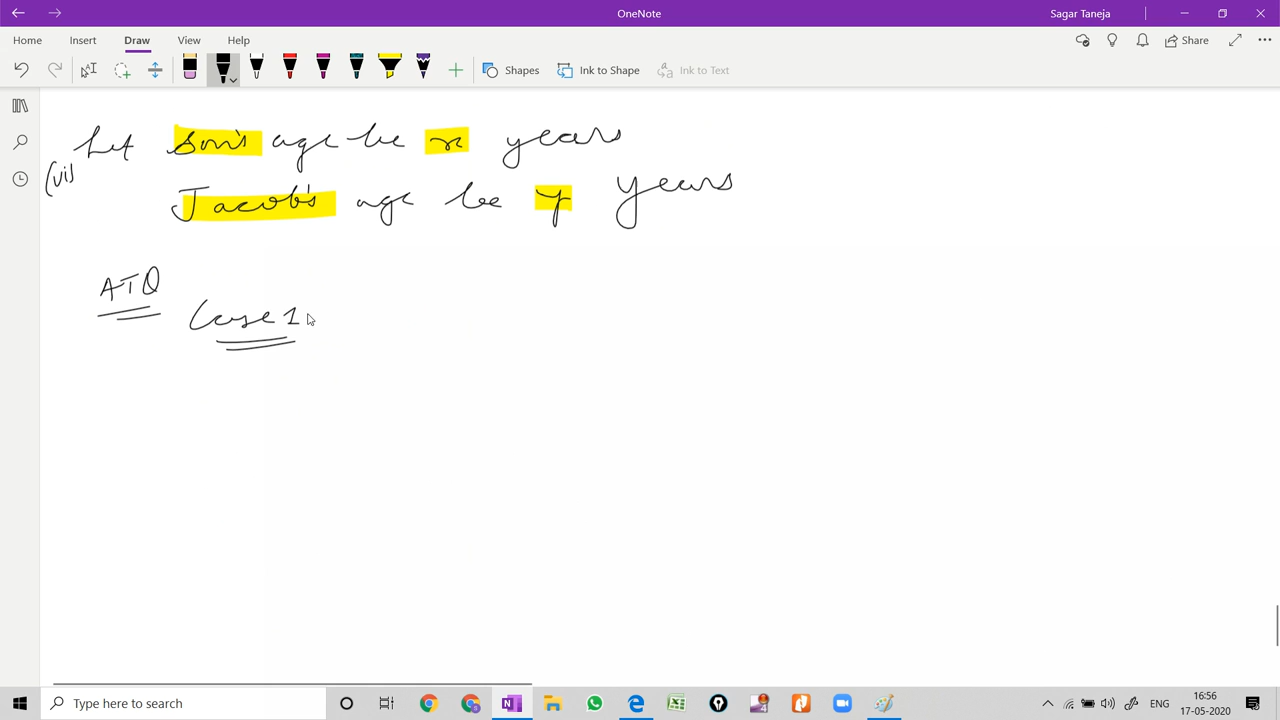 OneNote
Sagar Taneja
Home Insert Draw View Help
Share
Shapes
Ink to Shape
Ink to Text
Let Son's age be x years
(vi)
Jacob's age be y years
ATQ
Case 1
Type here to search
ENG
16:56
17-05-2020